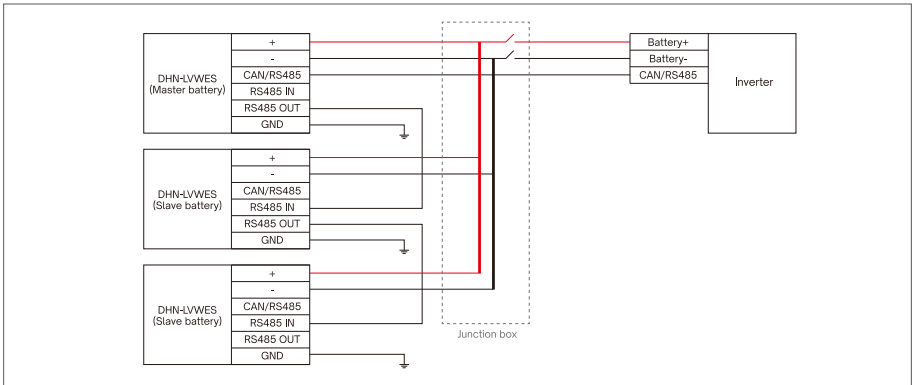 DHN-LVWES
(Master battery)
+
-
CAN/RS485
RS485 IN
RS485 OUT
GND
DHN-LVWES
(Slave battery)
+
-
CAN/RS485
RS485 IN
RS485 OUT
GND
DHN-LVWES
(Slave battery)
+
-
CAN/RS485
RS485 IN
RS485 OUT
GND
Junction box
Battery+
Battery-
CAN/RS485
Inverter